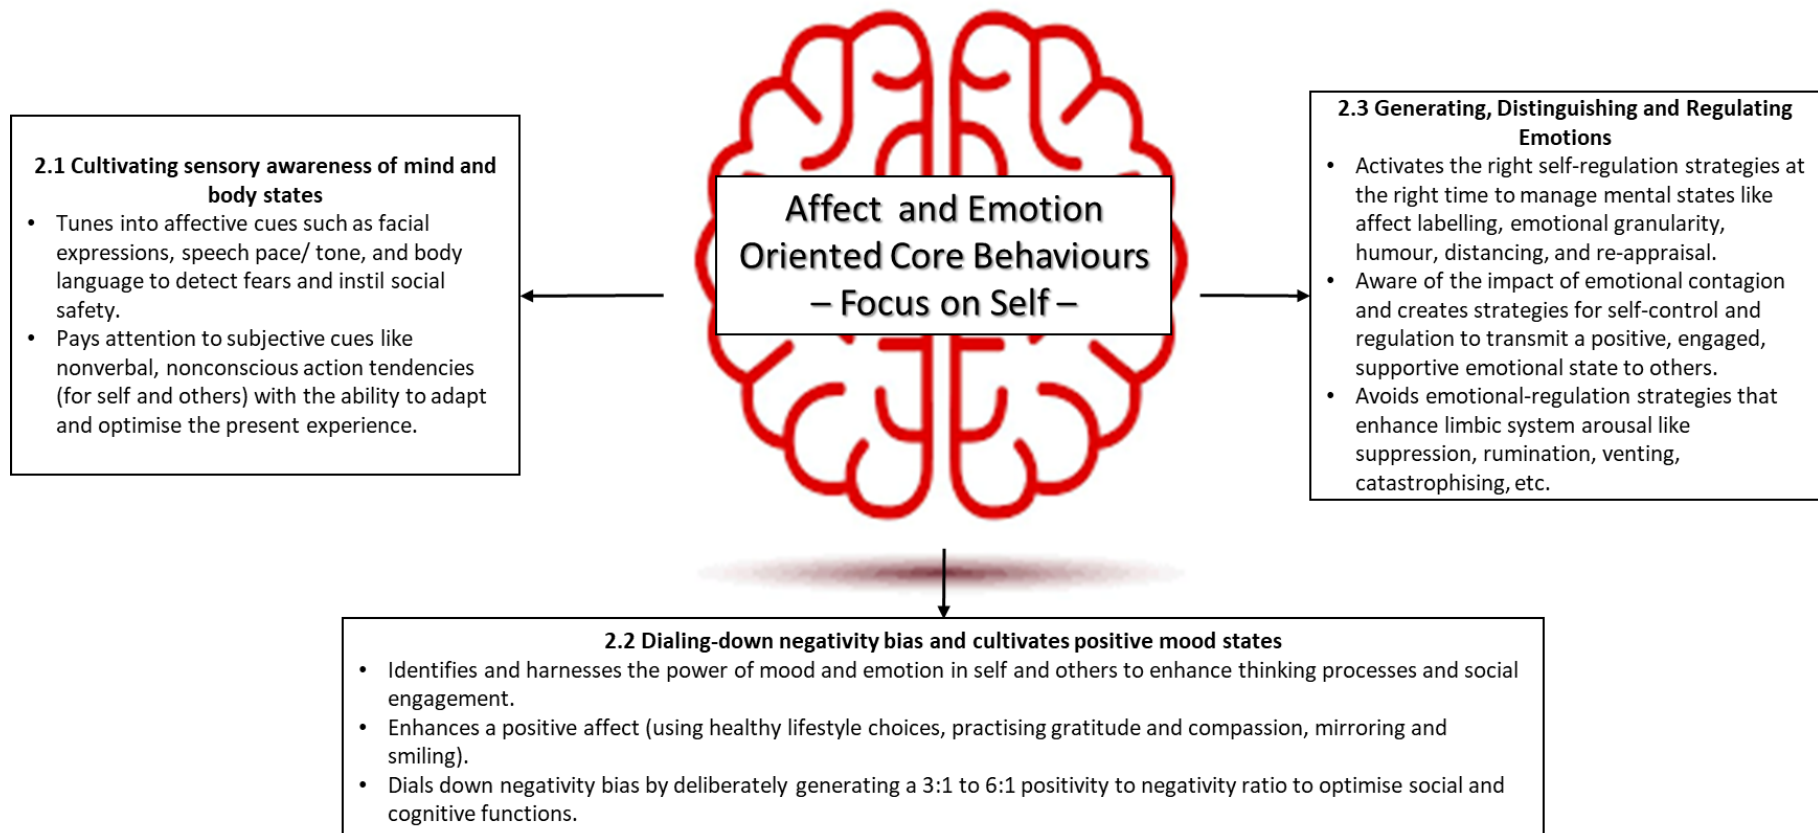 Affect and Emotion
Oriented Core Behaviours
– Focus on Self –
2.1 Cultivating sensory awareness of mind and
body states
• Tunes into affective cues such as facial
expressions, speech pace/ tone, and body
language to detect fears and instil social
safety.
• Pays attention to subjective cues like
nonverbal, nonconscious action tendencies
(for self and others) with the ability to adapt
and optimise the present experience.
2.3 Generating, Distinguishing and Regulating
Emotions
• Activates the right self-regulation strategies at
the right time to manage mental states like
affect labelling, emotional granularity,
humour, distancing, and re-appraisal.
• Aware of the impact of emotional contagion
and creates strategies for self-control and
regulation to transmit a positive, engaged,
supportive emotional state to others.
• Avoids emotional-regulation strategies that
enhance limbic system arousal like
suppression, rumination, venting,
catastrophising, etc.
2.2 Dialing-down negativity bias and cultivates positive mood states
• Identifies and harnesses the power of mood and emotion in self and others to enhance thinking processes and social
engagement.
• Enhances a positive affect (using healthy lifestyle choices, practising gratitude and compassion, mirroring and
smiling).
• Dials down negativity bias by deliberately generating a 3:1 to 6:1 positivity to negativity ratio to optimise social and
cognitive functions.